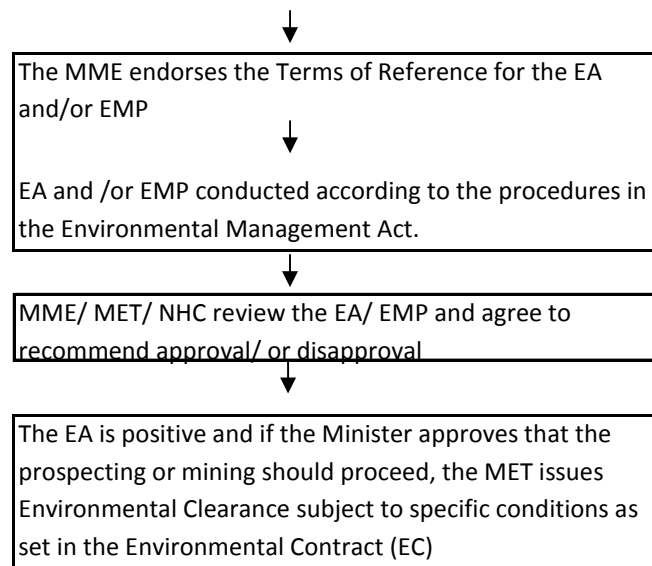 The MME endorses the Terms of Reference for the EA
and/or EMP
EA and /or EMP conducted according to the procedures in
the Environmental Management Act.
MME/ MET/ NHC review the EA/ EMP and agree to
recommend approval/ or disapproval
The EA is positive and if the Minister approves that the
prospecting or mining should proceed, the MET issues
Environmental Clearance subject to specific conditions as
set in the Environmental Contract (EC)